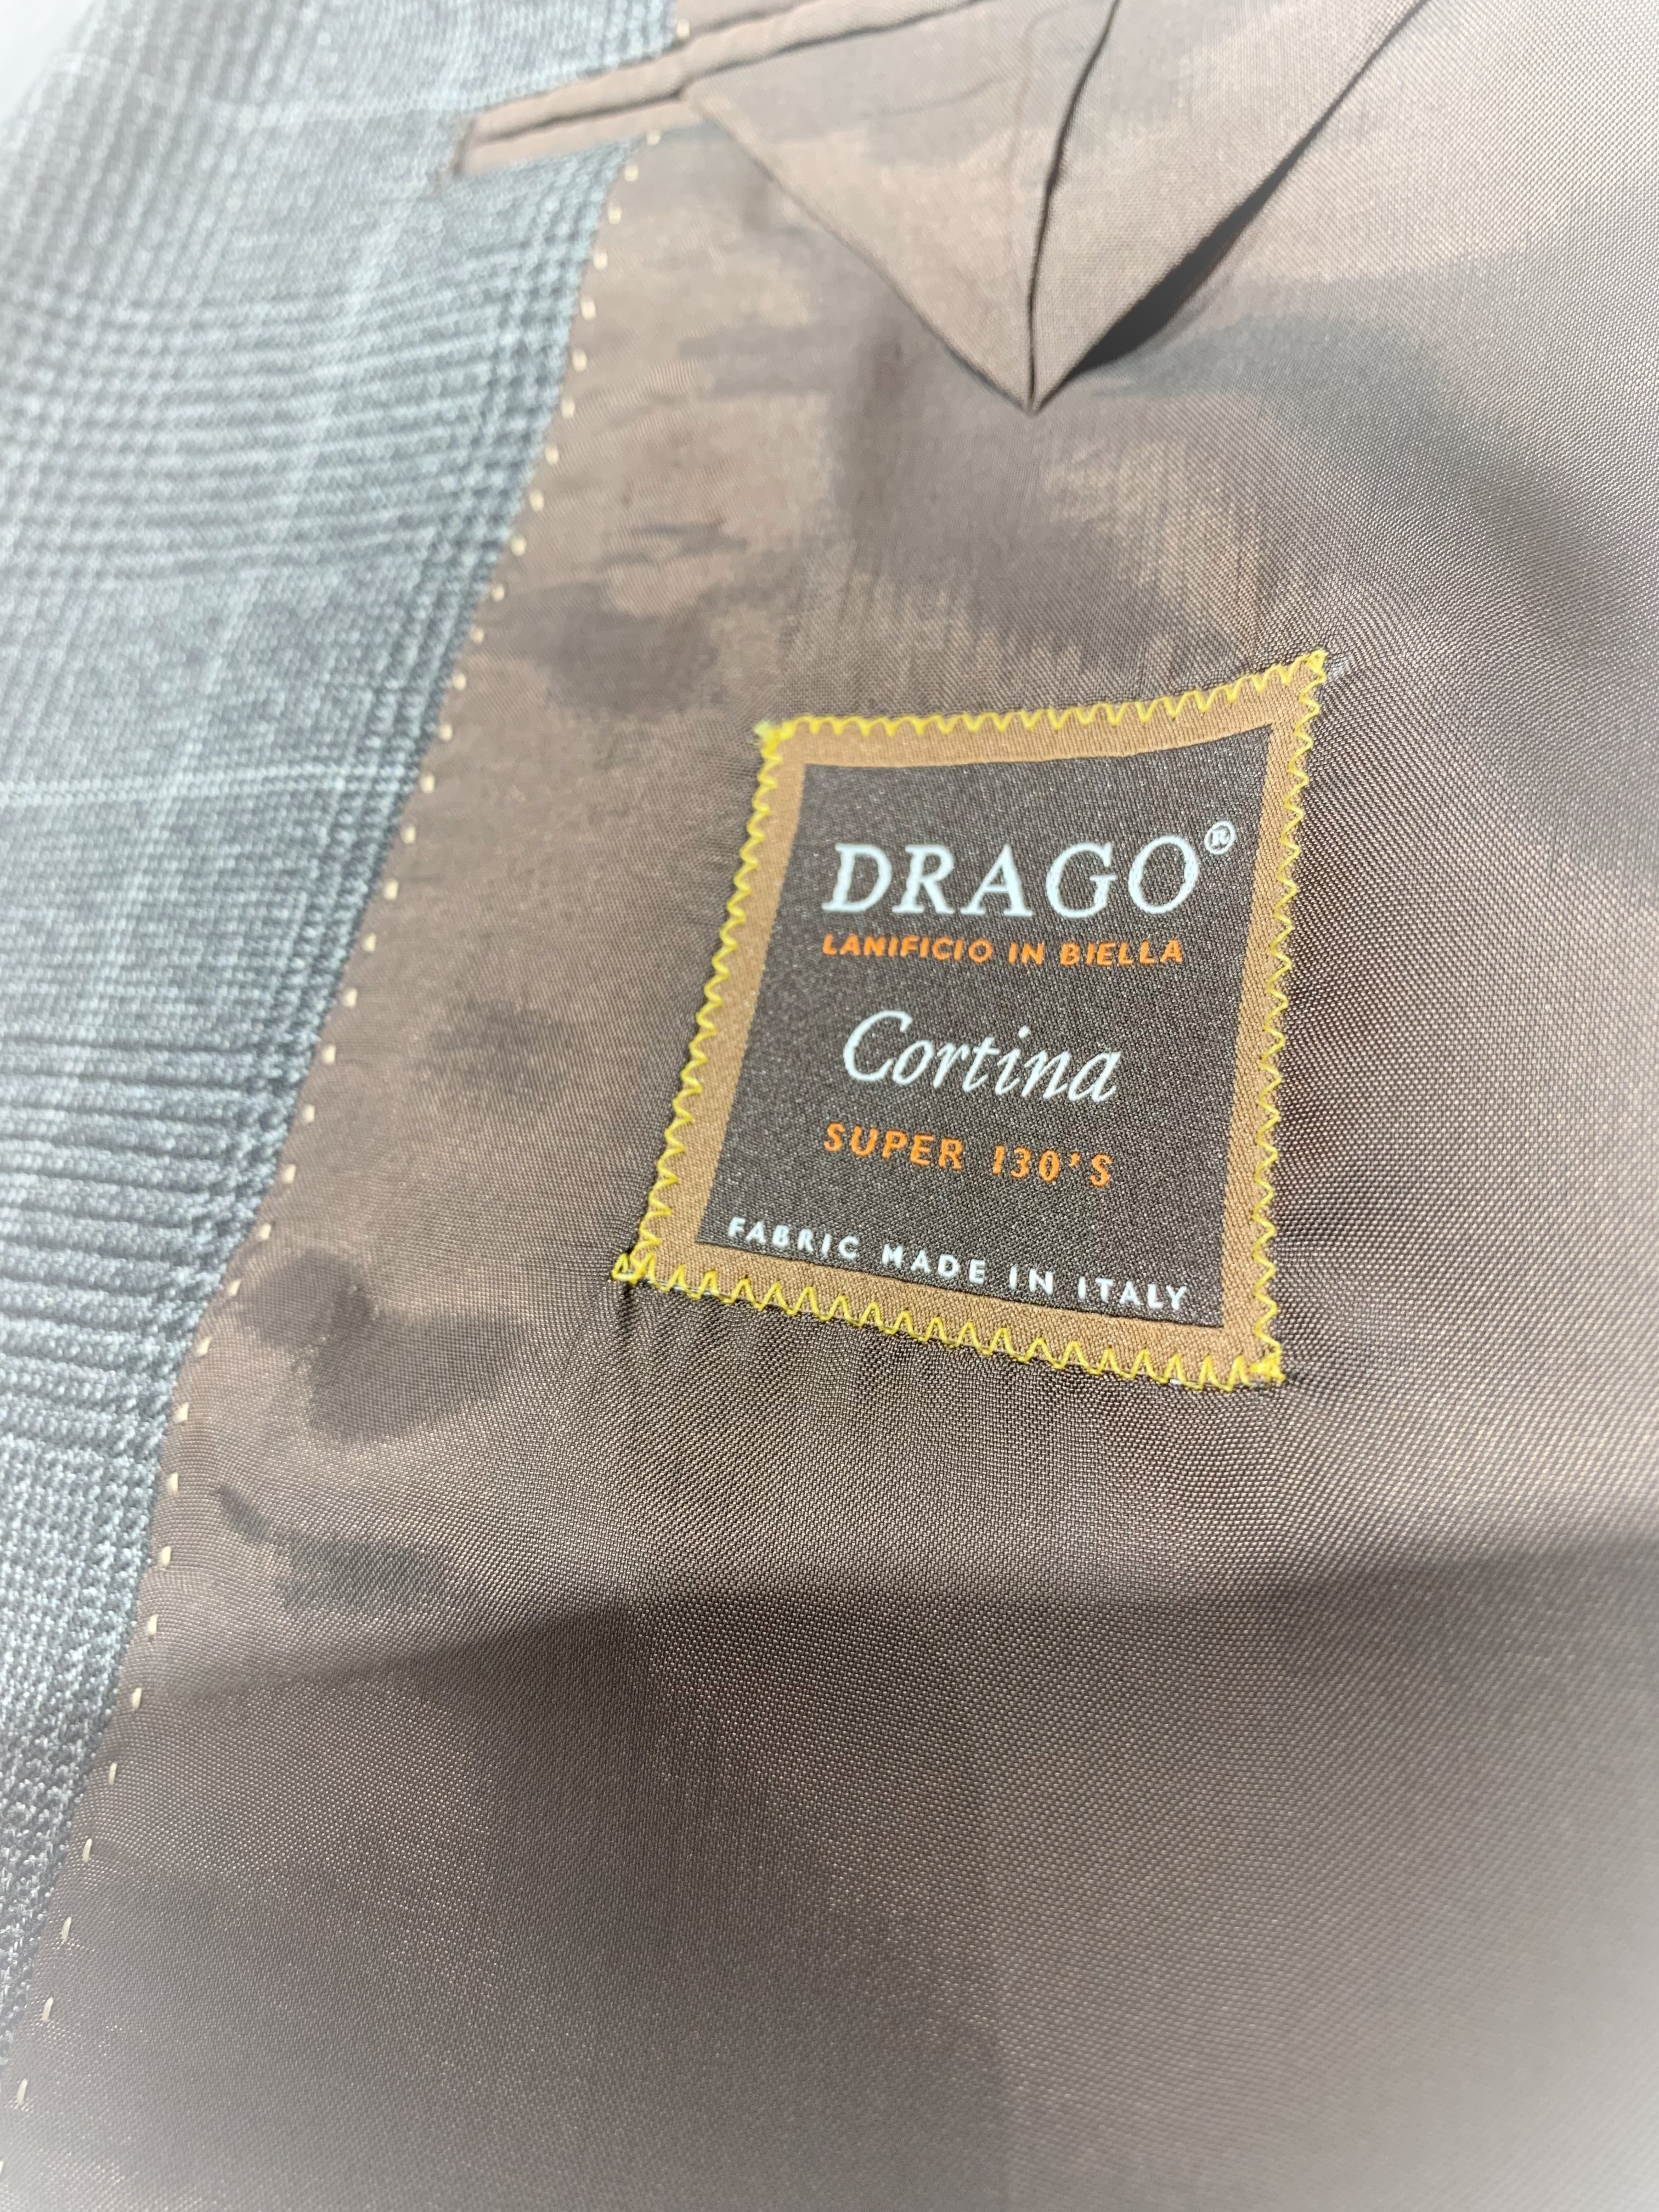 DRAGO®
LANIFICIO IN BIELLA
Cortina
SUPER 130'S
FABRIC MADE IN ITALY